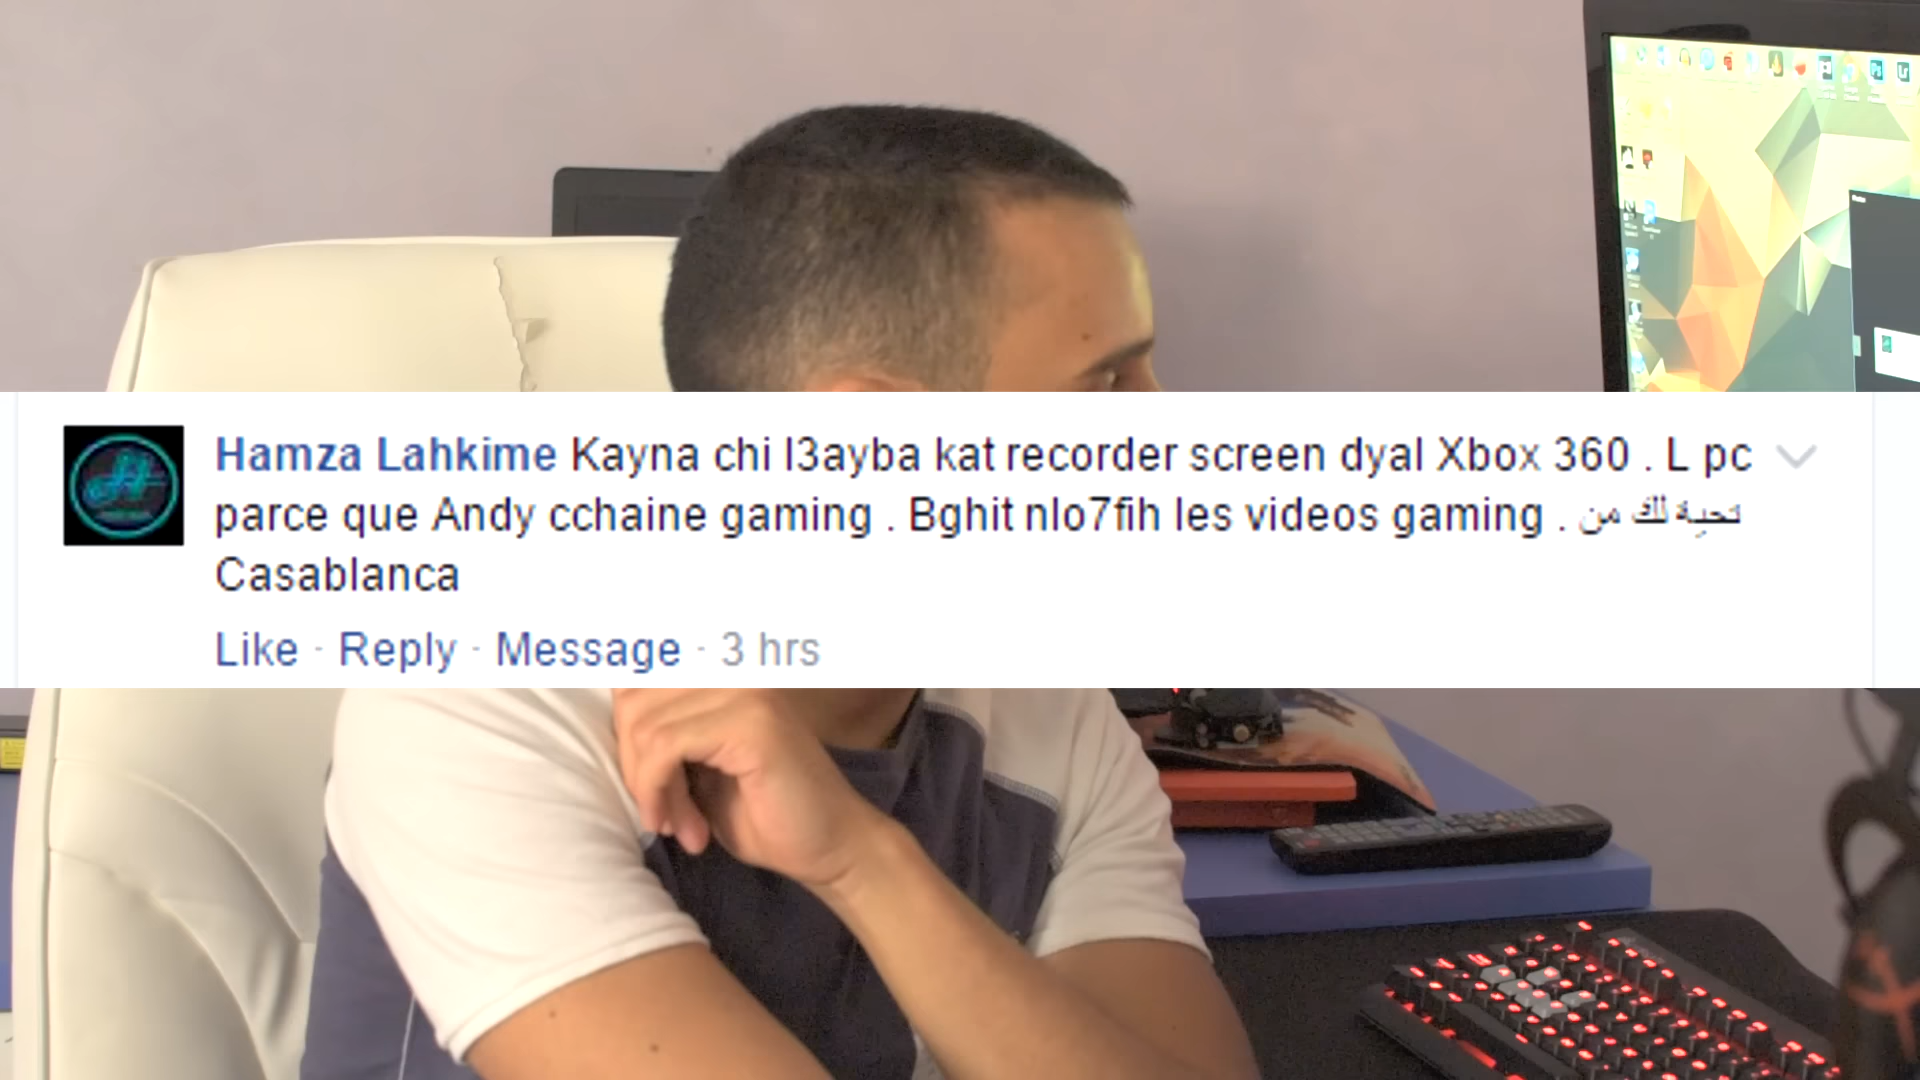 Hamza Lahkime Kayna chi l3ayba kat recorder screen dyal Xbox 360 . L pc
parce que Andy cchaine gaming . Bghit nlo7fih les videos gaming . تحية لك من
Casablanca
Like · Reply · Message · 3 hrs